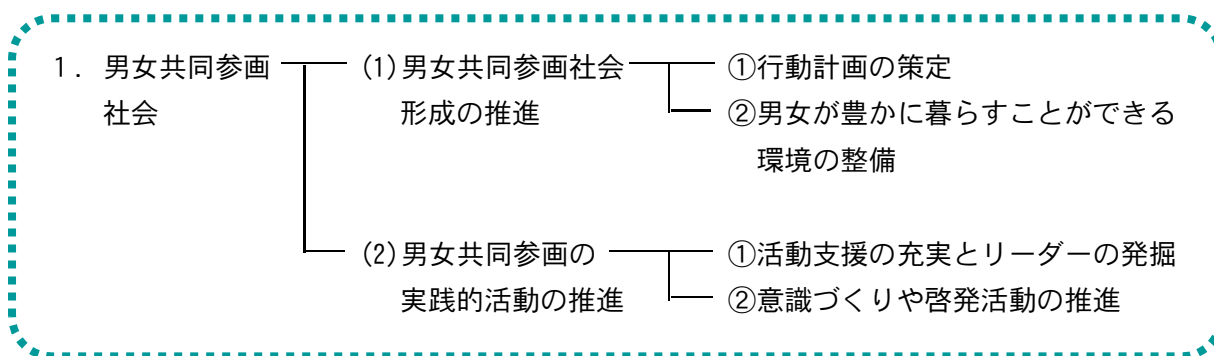 １．男女共同参画 (1)男女共同参画社会 ①行動計画の策定
社会 形成の推進 ②男女が豊かに暮らすことができる
環境の整備
(2)男女共同参画の ①活動支援の充実とリーダーの発掘
実践的活動の推進 ②意識づくりや啓発活動の推進